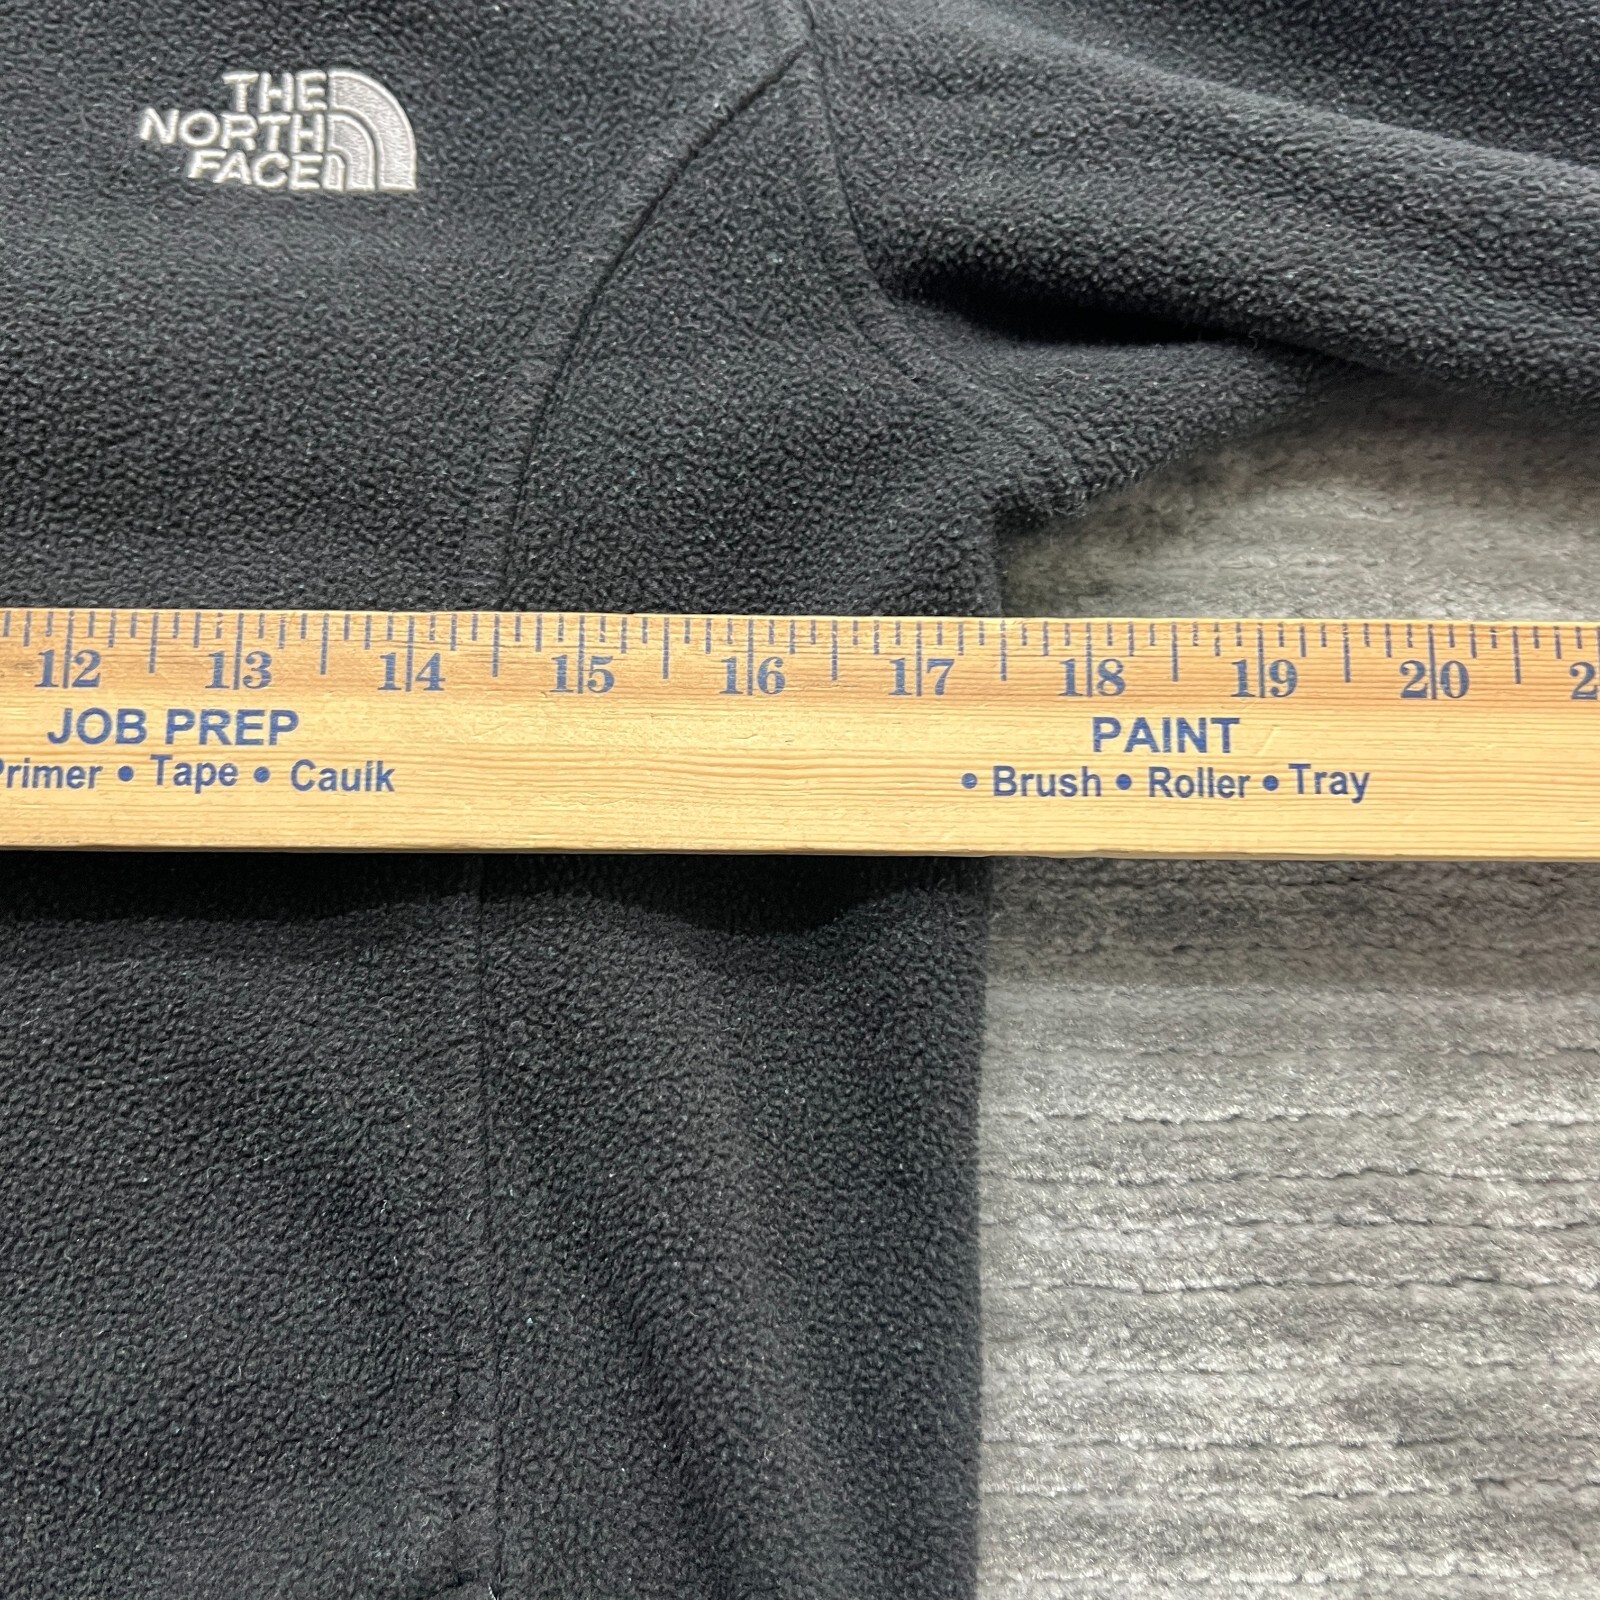 THE
NORTH
FACE
12 13 14 15 16 17 18 19 20 2
JOB PREP
Primer • Tape • Caulk
PAINT
• Brush • Roller • Tray